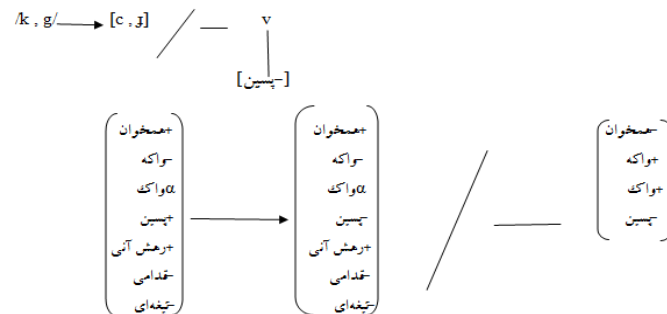 /k , g/ → [c , ɟ] / — v
[−پسین]
+همخوان +همخوان −همخوان
−واکه −واکه +واکه
αواک αواک +واک
+پسین → −پسین / — −پسین
+رهش آنی +رهش آنی
−قدامی −قدامی
−تیغه‌ای −تیغه‌ای